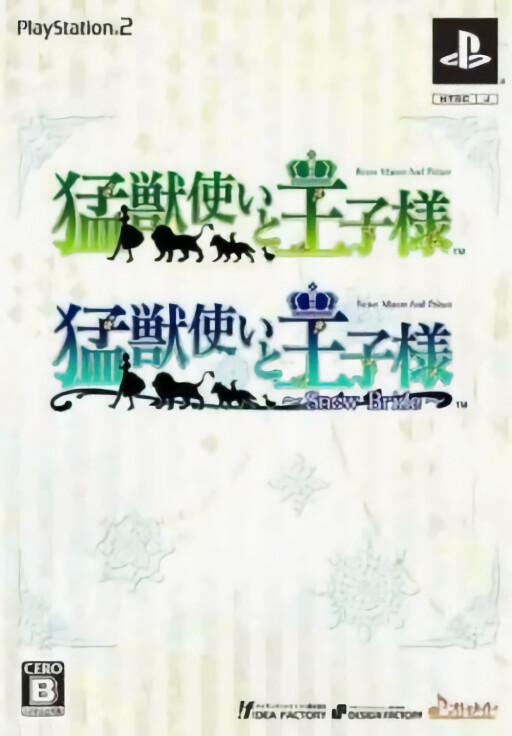 PlayStation.2
NTSC J
Beast Master And Prince
猛獣使いと王子様
TM
Beast Master And Prince
猛獣使いと王子様
~Snow Bride~
TM
CERO
B
IDEA FACTORY
DESIGN FACTORY